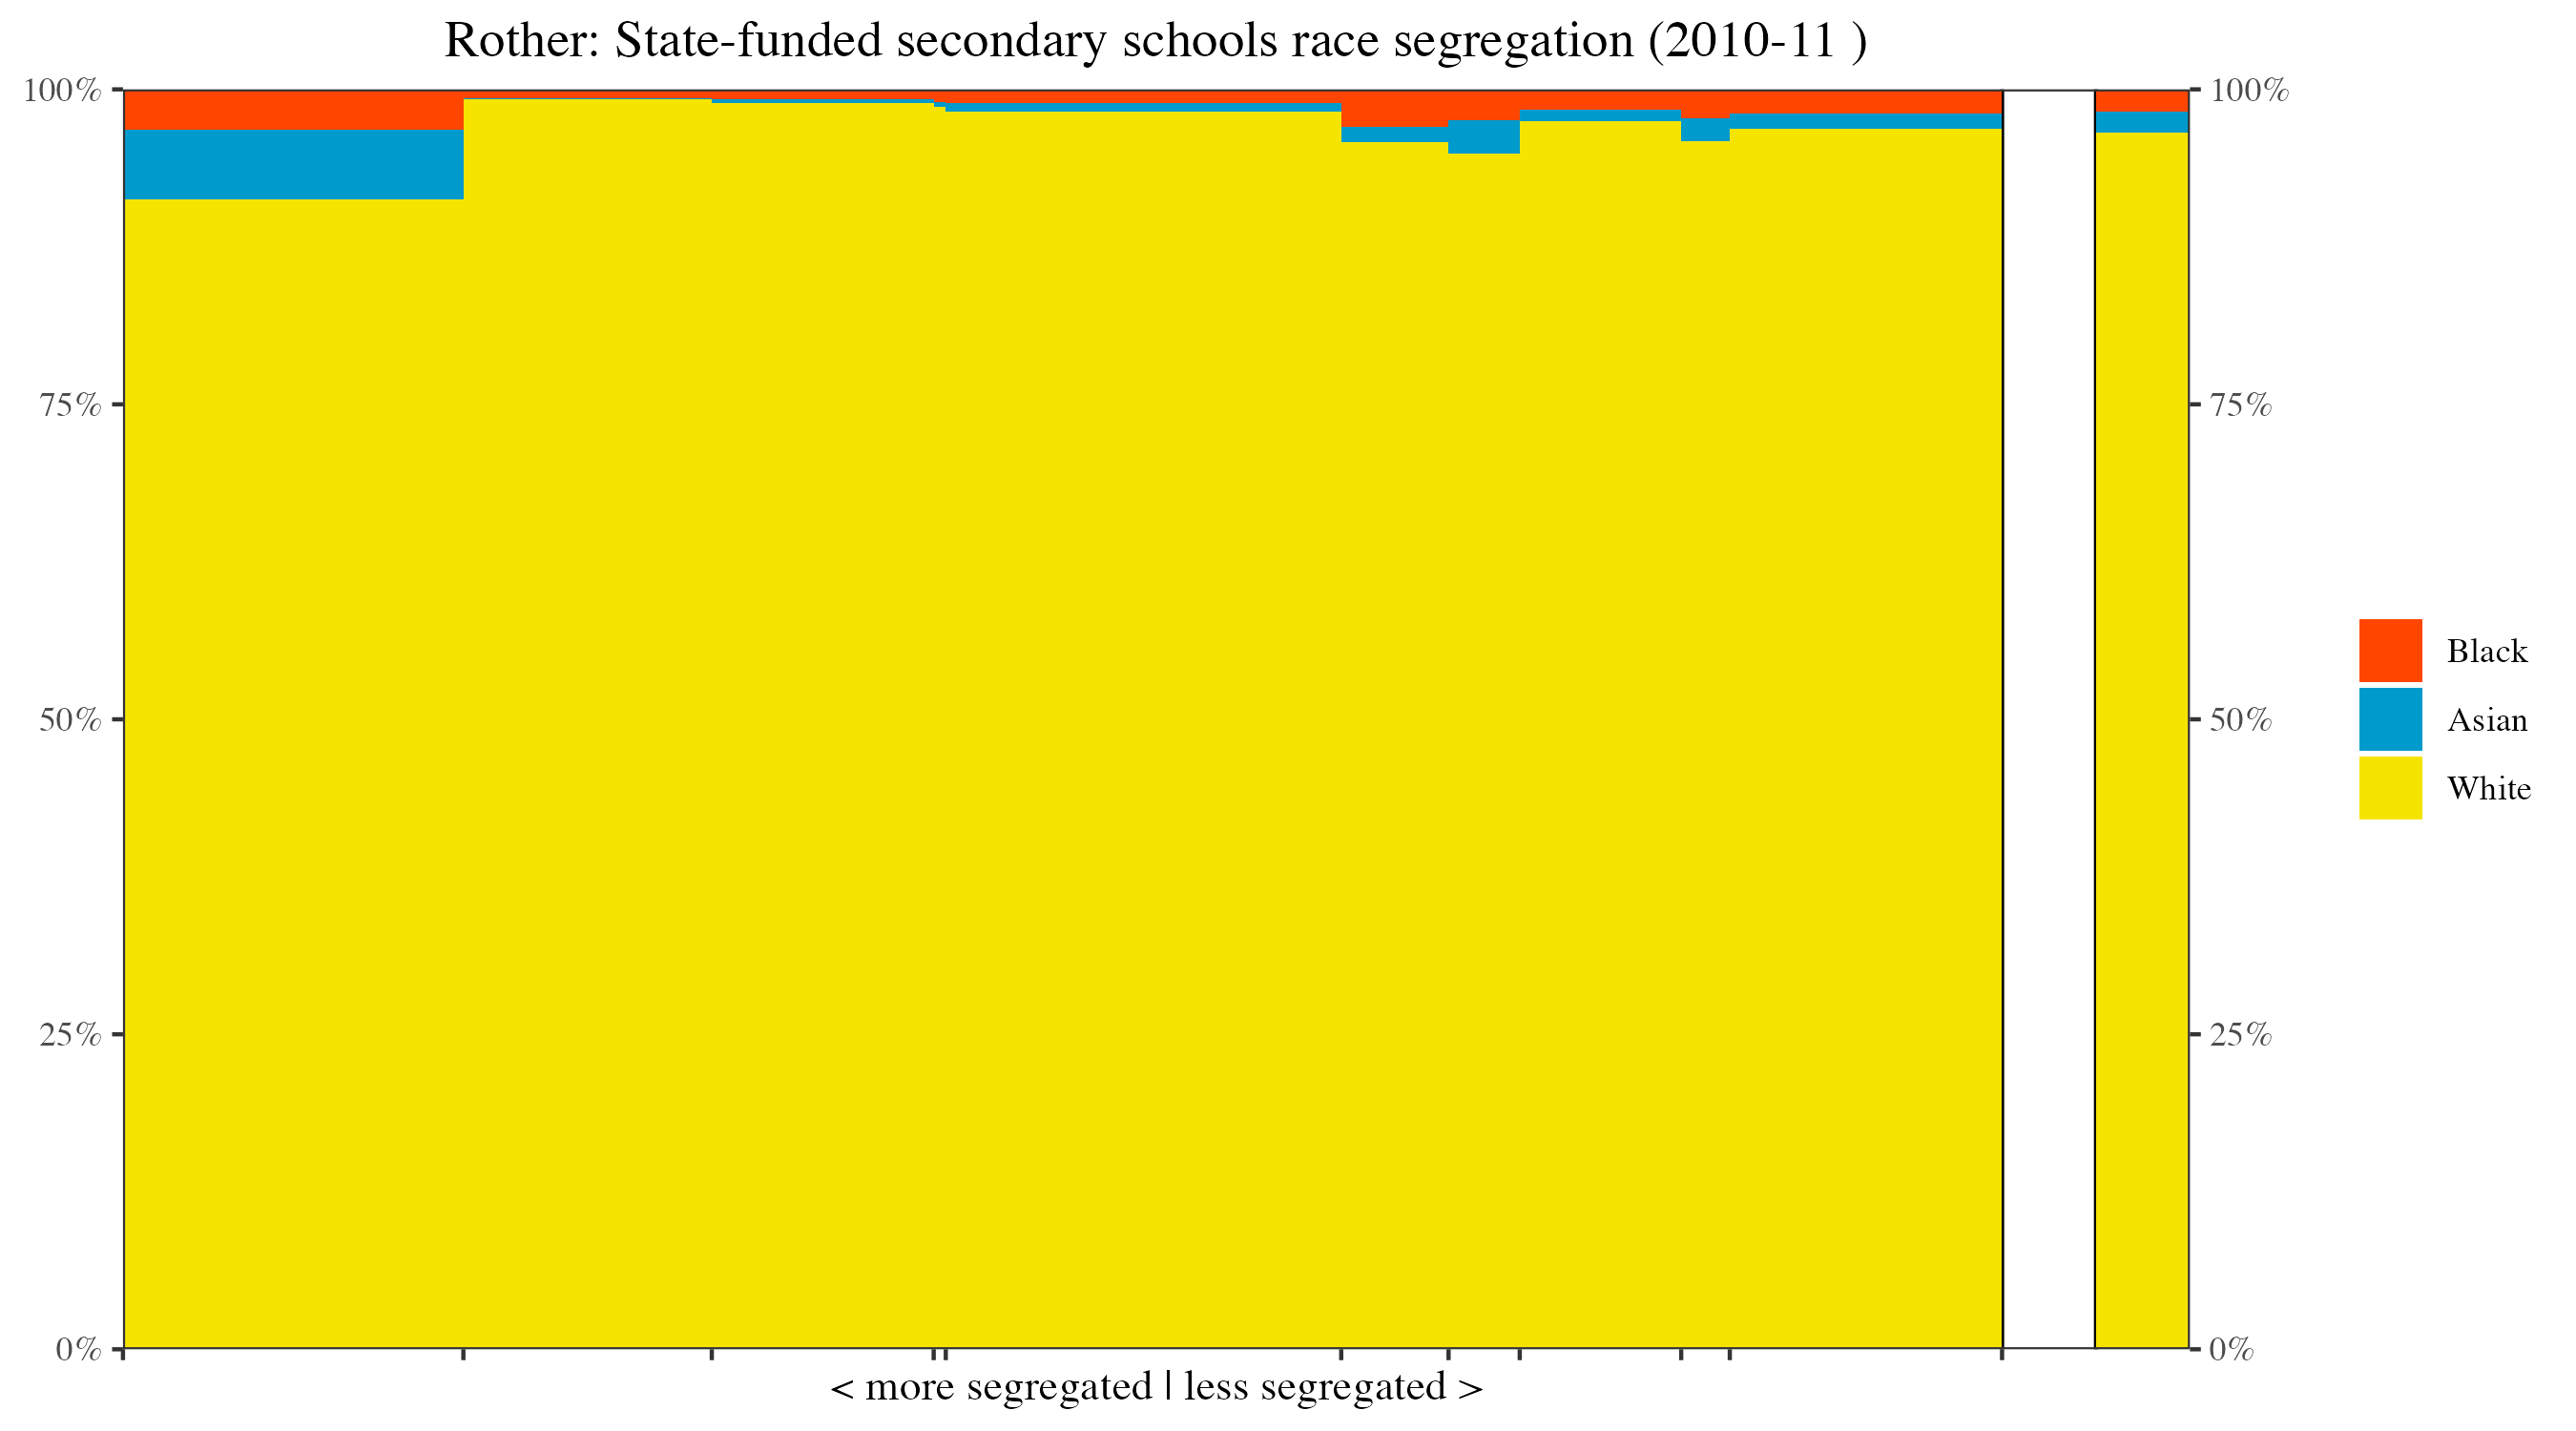 Rother: State-funded secondary schools race segregation (2010-11 )
100%
75%
50%
25%
0%
100%
75%
50%
25%
0%
Black
Asian
White
< more segregated | less segregated >